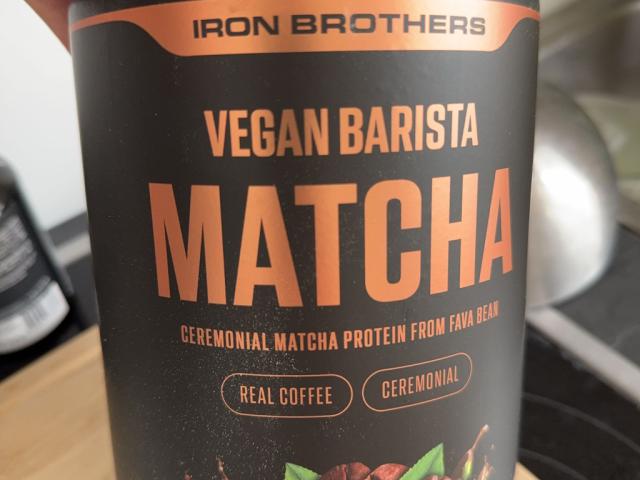 IRON BROTHERS
VEGAN BARISTA
MATCHA
CEREMONIAL MATCHA PROTEIN FROM FAVA BEAN
REAL COFFEE
CEREMONIAL